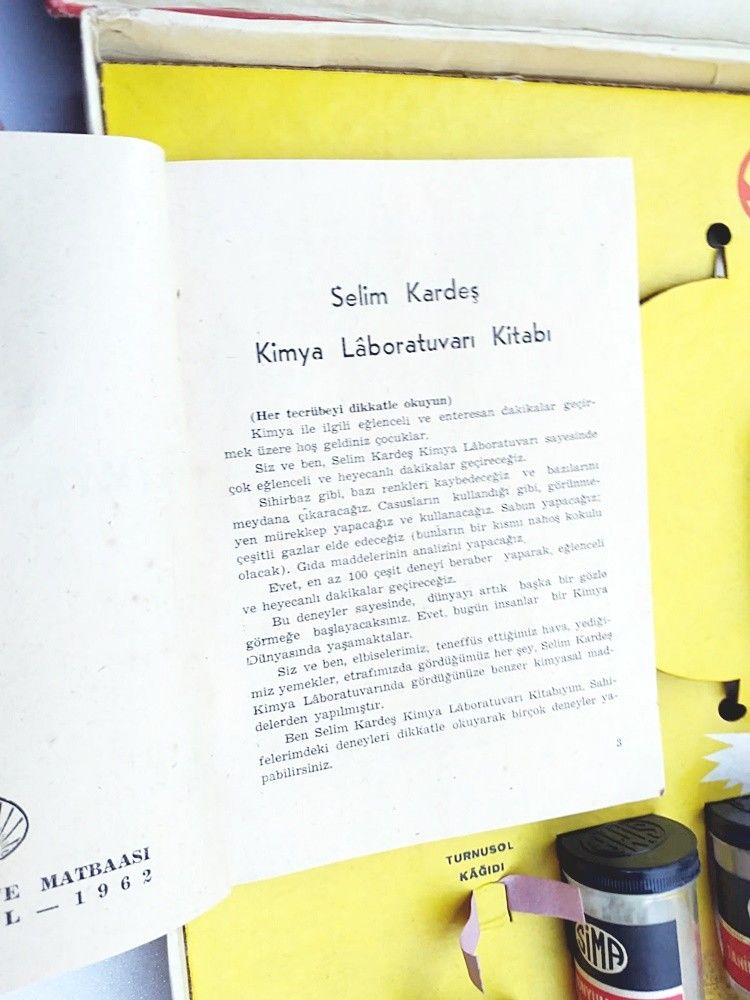 Selim Kardeş
Kimya Lâboratuvarı Kitabı
(Her tecrübeyi dikkatle okuyun)
Kimya ile ilgili eğlenceli ve enteresan dakikalar geçir-
mek üzere hoş geldiniz çocuklar.
Siz ve ben, Selim Kardeş Kimya Lâboratuvarı sayesinde
çok eğlenceli ve heyecanlı dakikalar geçireceğiz.
Sihirbaz gibi, bazı renkleri kaybedeceğiz ve bazılarını
meydana çıkaracağız. Casusların kullandığı gibi, görünme-
yen mürekkep yapacağız ve kullanacağız. Sabun yapacağız;
çeşitli gazlar elde edeceğiz (bunların bir kısmı nahoş kokulu
olacak). Gıda maddelerinin analizini yapacağız.
Evet, en az 100 çeşit deneyi beraber yaparak, eğlenceli
ve heyecanlı dakikalar geçireceğiz.
Bu deneyler sayesinde, dünyayı artık başka bir gözle
görmeğe başlayacaksınız. Evet. bugün insanlar bir Kimya
Dünyasında yaşamaktalar.
Siz ve ben, elbiselerimiz, teneffüs ettiğimiz hava, yediği-
miz yemekler, etrafımızda gördüğümüz her şey, Selim Kardeş
Kimya Lâboratuvarında gördüğünüze benzer kimyasal mad-
delerden yapılmıştır.
Ben Selim Kardeş Kimya Lâboratuvarı Kitabıyım. Sahi-
felerimdeki deneyleri dikkatle okuyarak birçok deneyler ya-
pabilirsiniz.
3
E MATBAASI
L — 1962
TURNUSOL
KÂĞIDI
SİMA